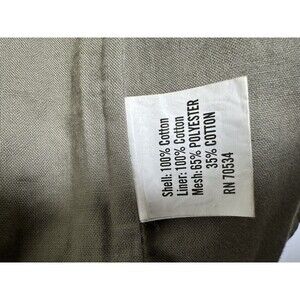 Shell: 100% Cotton
Liner: 100% Cotton
Mesh: 65% POLYESTER
35% COTTON
RN 70534